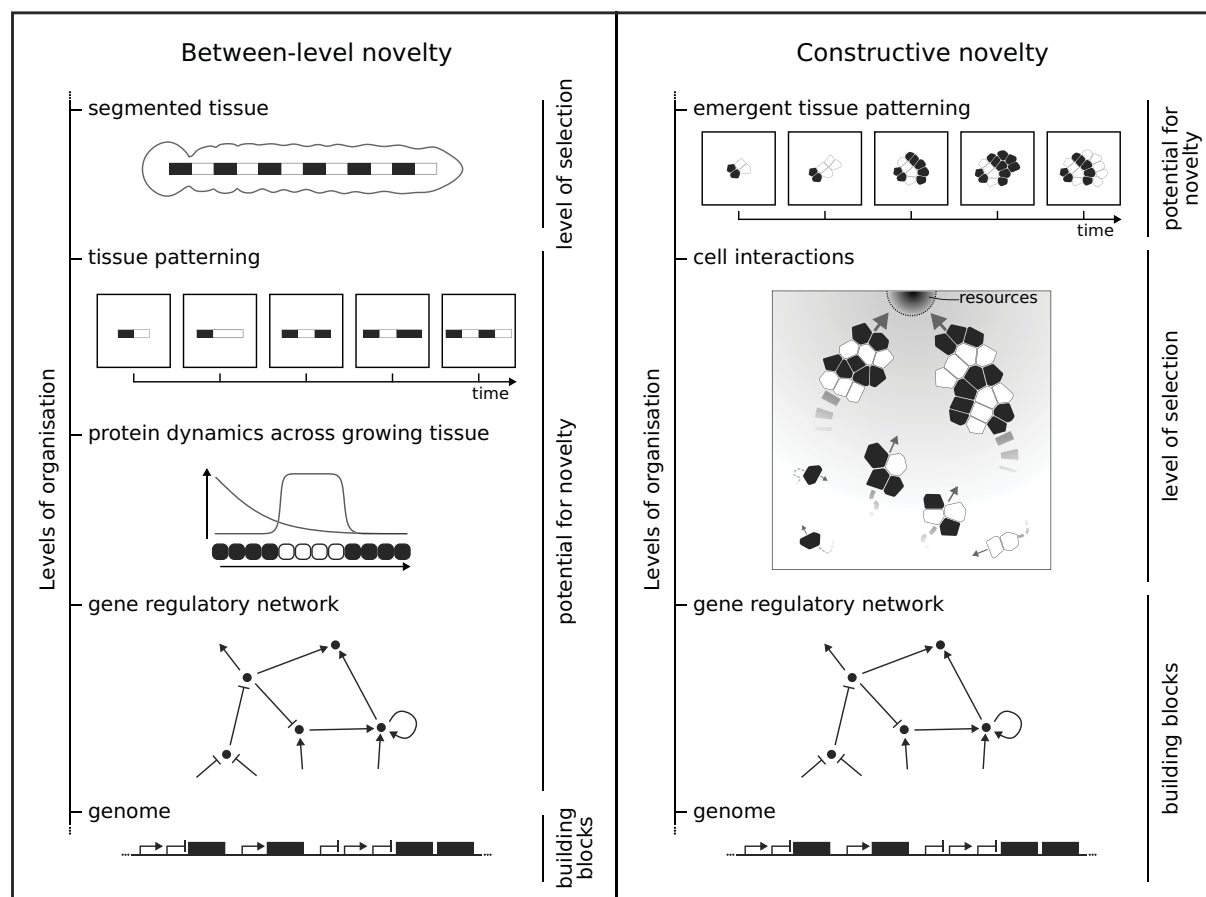 Between-level novelty
Levels of organisation
segmented tissue
level of selection
tissue patterning
time
protein dynamics across growing tissue
potential for novelty
gene regulatory network
genome
building
blocks
Constructive novelty
Levels of organisation
emergent tissue patterning
time
potential for
novelty
cell interactions
resources
level of selection
gene regulatory network
building blocks
genome